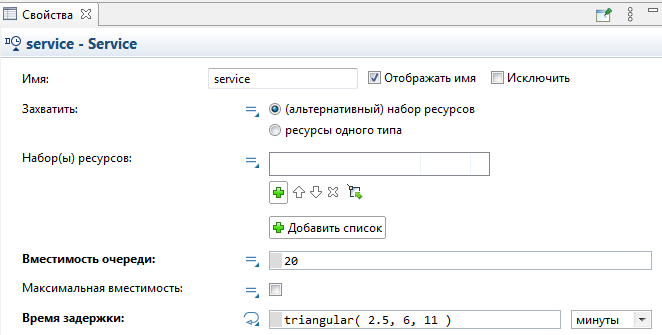 Свойства
service - Service
Имя: service Отображать имя Исключить
Захватить: (альтернативный) набор ресурсов
ресурсы одного типа
Набор(ы) ресурсов:
Добавить список
Вместимость очереди: 20
Максимальная вместимость:
Время задержки: triangular( 2.5, 6, 11 ) минуты